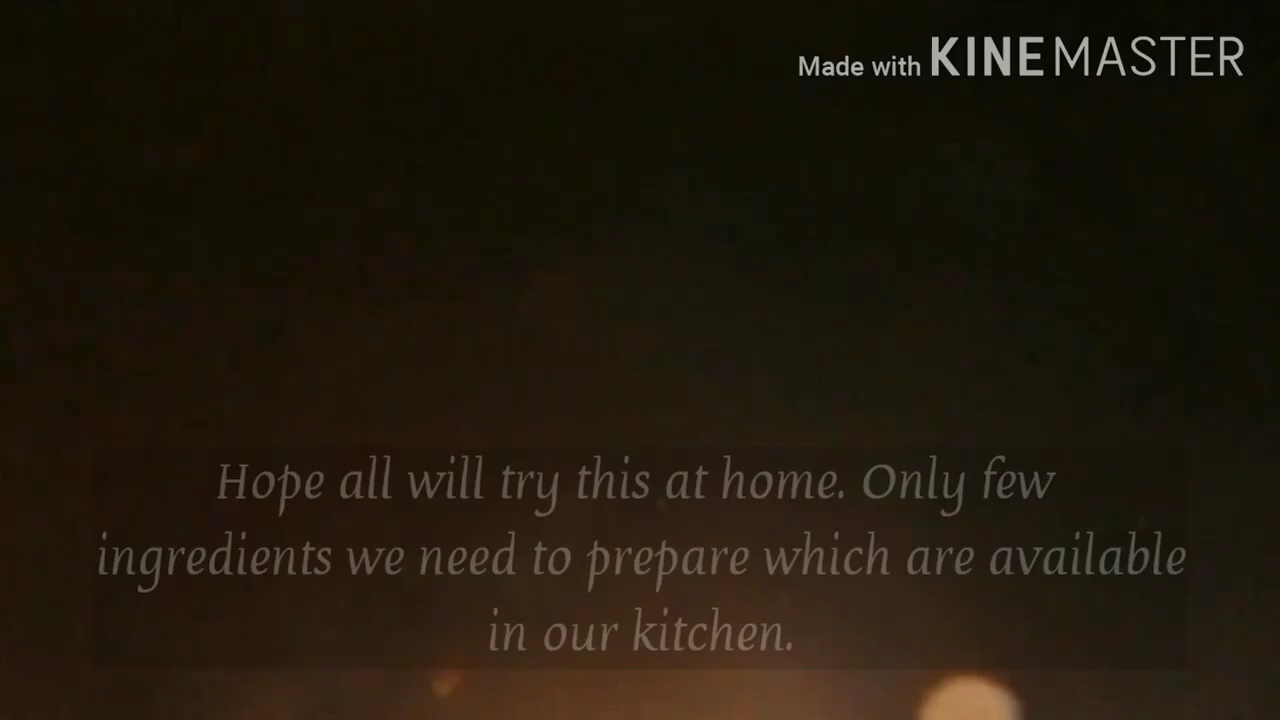 Made with KINEMASTER
Hope all will try this at home. Only few
ingredients we need to prepare which are available
in our kitchen.